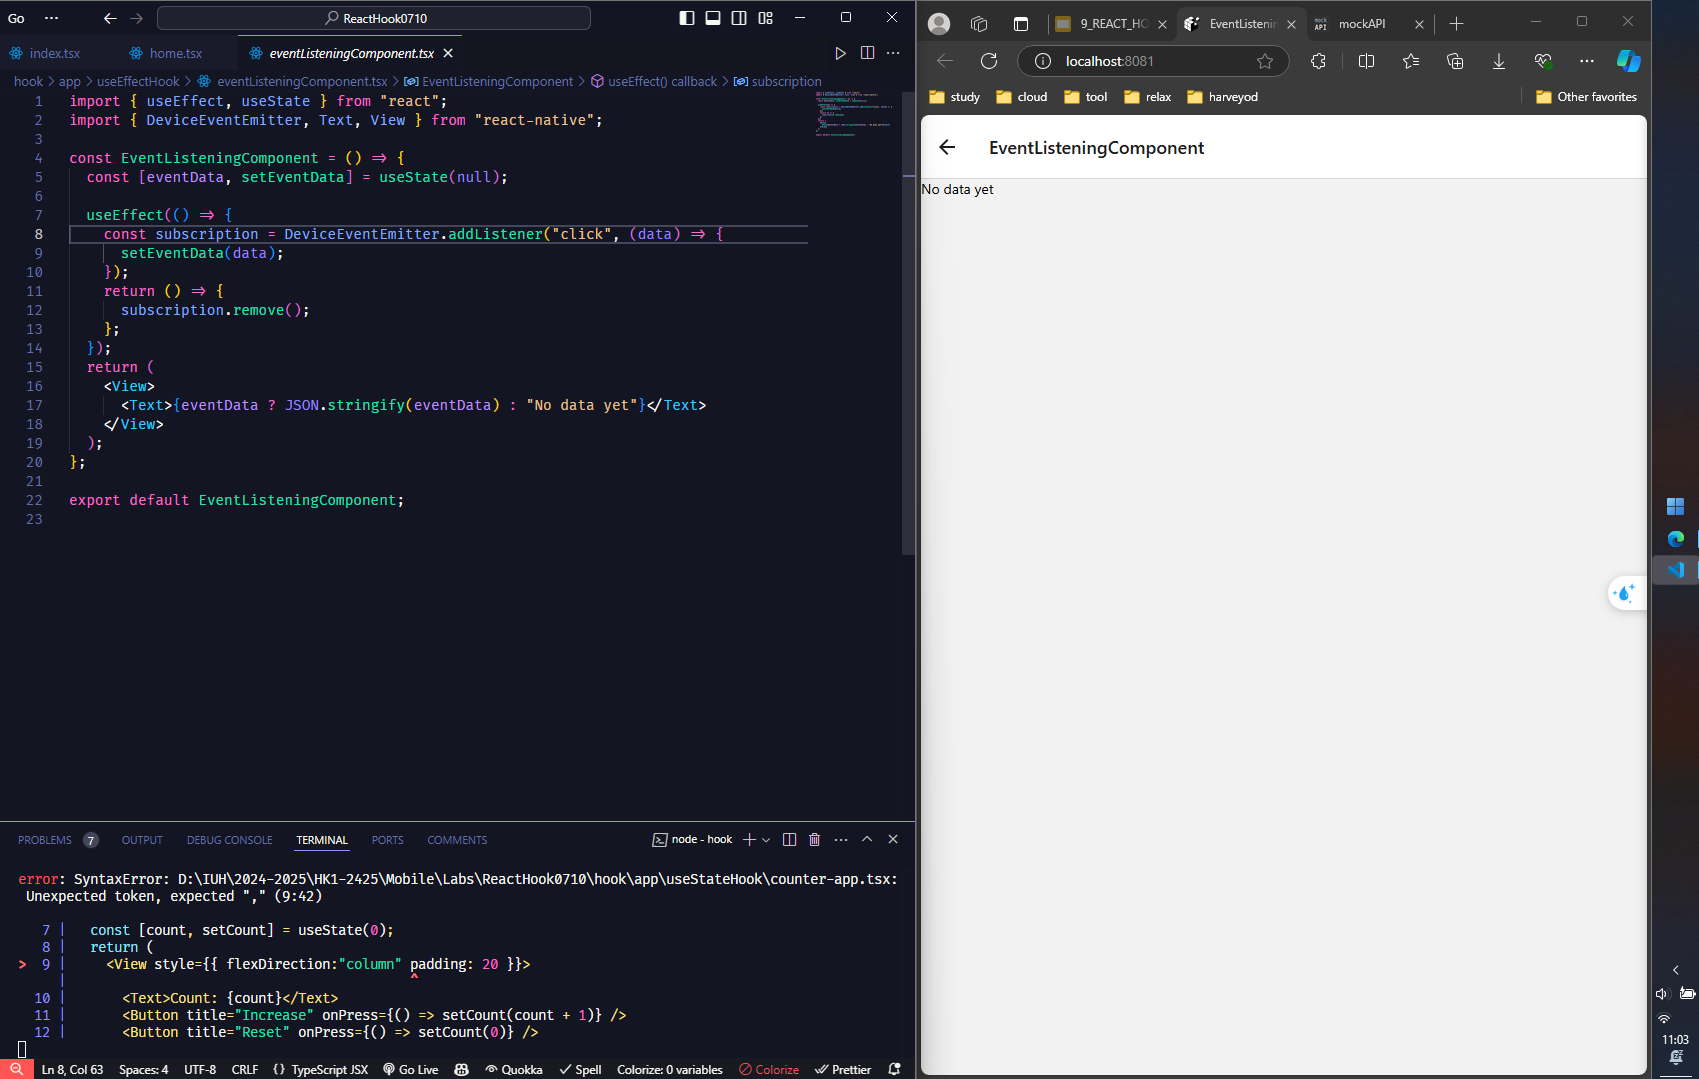 Go ··· ReactHook0710
index.tsx home.tsx eventListeningComponent.tsx
hook > app > useEffectHook > eventListeningComponent.tsx > EventListeningComponent > useEffect() callback > subscription
1 import { useEffect, useState } from "react";
2 import { DeviceEventEmitter, Text, View } from "react-native";
3
4 const EventListeningComponent = () => {
5 const [eventData, setEventData] = useState(null);
6
7 useEffect(() => {
8 const subscription = DeviceEventEmitter.addListener("click", (data) => {
9 setEventData(data);
10 });
11 return () => {
12 subscription.remove();
13 };
14 });
15 return (
16 <View>
17 <Text>{eventData ? JSON.stringify(eventData) : "No data yet"}</Text>
18 </View>
19 );
20 };
21
22 export default EventListeningComponent;
23
PROBLEMS 7 OUTPUT DEBUG CONSOLE TERMINAL PORTS COMMENTS node - hook
error: SyntaxError: D:\IUH\2024-2025\HK1-2425\Mobile\Labs\ReactHook0710\hook\app\useStateHook\counter-app.tsx:
Unexpected token, expected "," (9:42)
7 | const [count, setCount] = useState(0);
8 | return (
> 9 | <View style={{ flexDirection:"column" padding: 20 }}>
| ^
10 | <Text>Count: {count}</Text>
11 | <Button title="Increase" onPress={() => setCount(count + 1)} />
12 | <Button title="Reset" onPress={() => setCount(0)} />
Ln 8, Col 63 Spaces: 4 UTF-8 CRLF {} TypeScript JSX Go Live Quokka Spell Colorize: 0 variables Colorize Prettier
9_REACT_HO EventListenin mock API mockAPI
localhost:8081
study cloud tool relax harveyod Other favorites
EventListeningComponent
No data yet
11:03